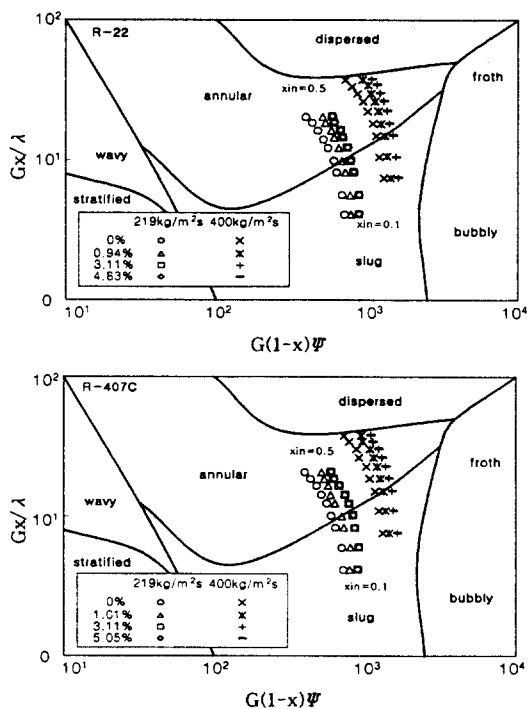 R-22
10²
dispersed
xin=0.5
froth
annular
Gx/λ
10¹
wavy
stratified
219kg/m²s 400kg/m²s
0% ○ ×
0.94% △ ж
3.11% □ +
4.83% ○ −
xin=0.1
slug
bubbly
0
10¹ 10² 10³ 10⁴
G(1-x)Ψ
10²
R-407C
dispersed
xin=0.5
froth
annular
Gx/λ
10¹
wavy
stratified
219kg/m²s 400kg/m²s
0% ○ ×
1.01% △ ж
3.11% □ +
5.05% ○ −
xin=0.1
slug
bubbly
0
10¹ 10² 10³ 10⁴
G(1-x)Ψ